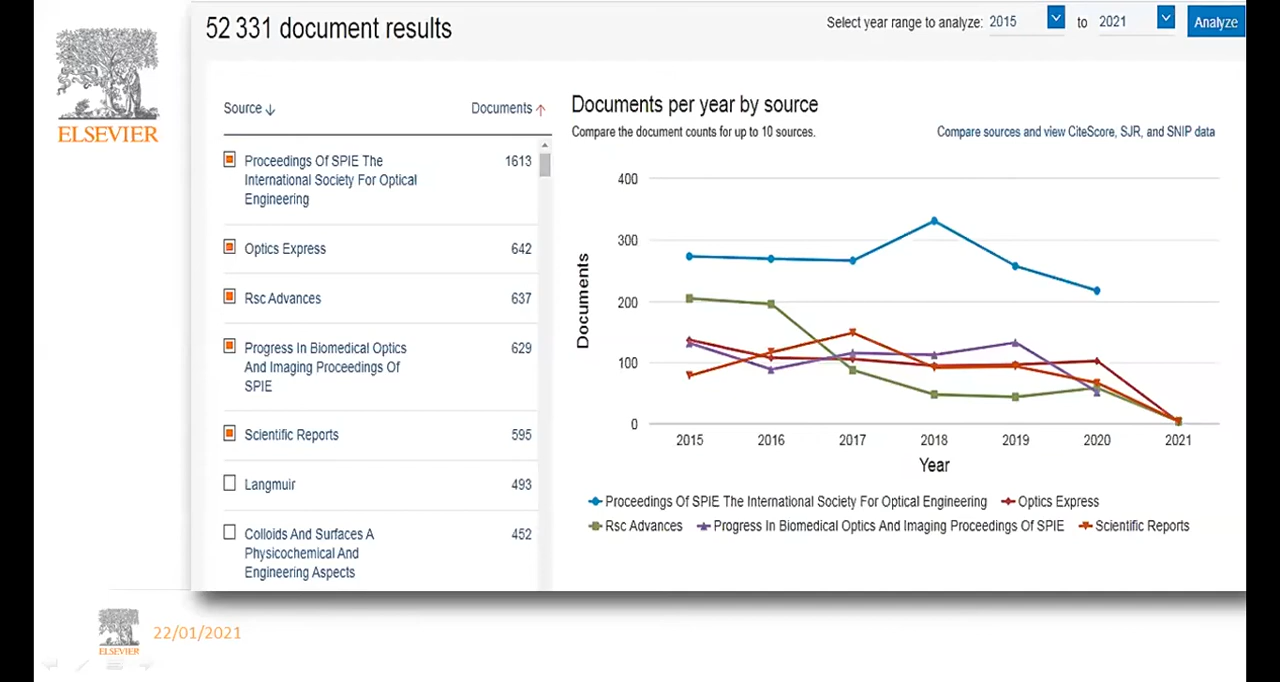 52 331 document results
Select year range to analyze: 2015 to 2021 Analyze
ELSEVIER
Source Documents
Proceedings Of SPIE The
International Society For Optical
Engineering
1613
Optics Express 642
Rsc Advances 637
Progress In Biomedical Optics
And Imaging Proceedings Of
SPIE
629
Scientific Reports 595
Langmuir 493
Colloids And Surfaces A
Physicochemical And
Engineering Aspects
452
Documents per year by source
Compare the document counts for up to 10 sources.
Compare sources and view CiteScore, SJR, and SNIP data
400
300
200
100
0
Documents
2015 2016 2017 2018 2019 2020 2021
Year
Proceedings Of SPIE The International Society For Optical Engineering Optics Express
Rsc Advances Progress In Biomedical Optics And Imaging Proceedings Of SPIE Scientific Reports
ELSEVIER
22/01/2021